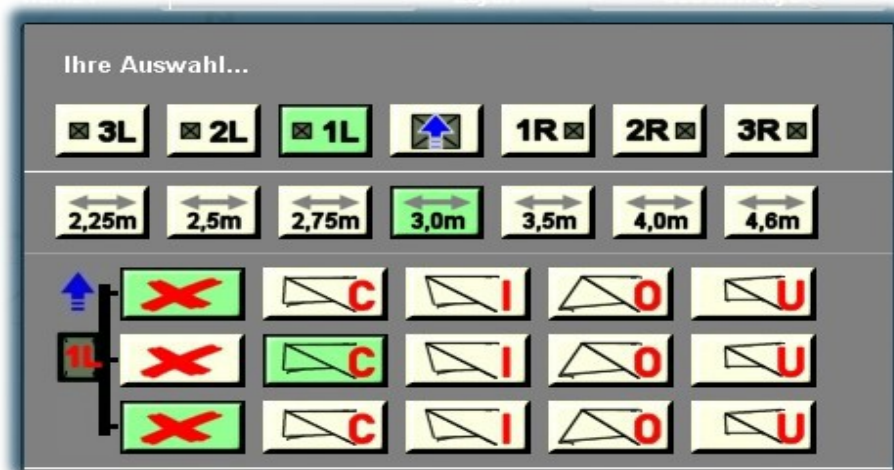 Ihre Auswahl...
3L 2L 1L 1R 2R 3R
2,25m 2,5m 2,75m 3,0m 3,5m 4,0m 4,6m
C I O U
1L C I O U
C I O U